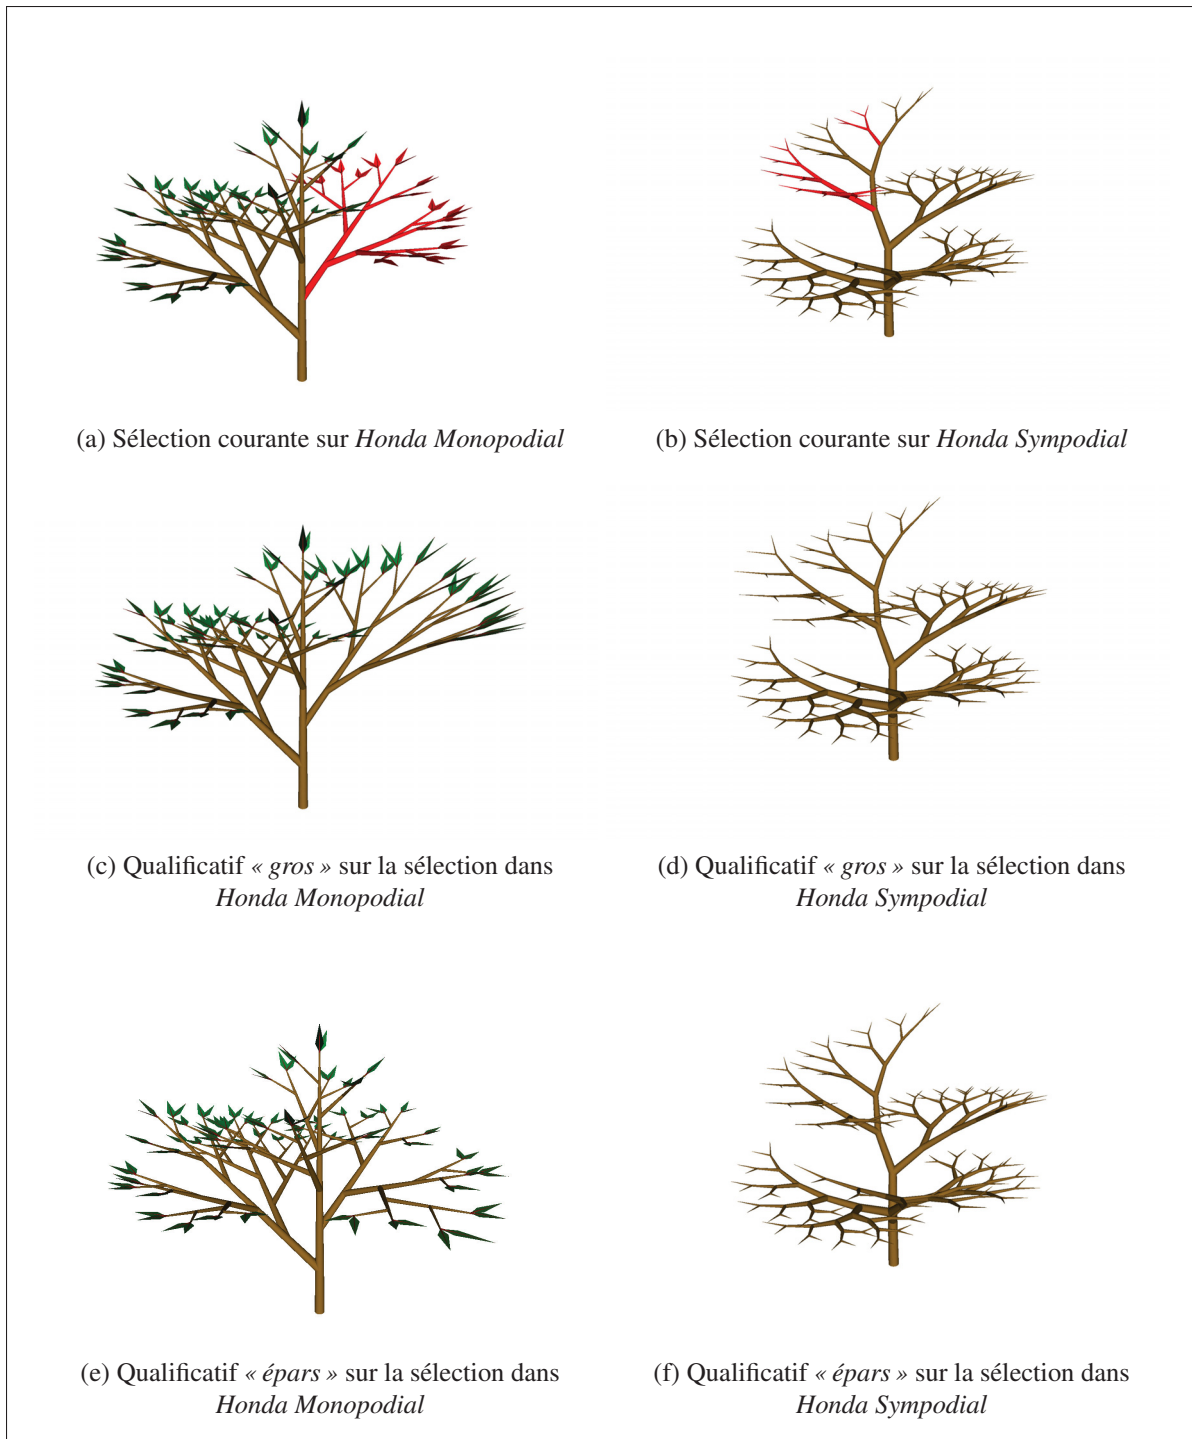 (a) Sélection courante sur Honda Monopodial
(b) Sélection courante sur Honda Sympodial
(c) Qualificatif « gros » sur la sélection dans
Honda Monopodial
(d) Qualificatif « gros » sur la sélection dans
Honda Sympodial
(e) Qualificatif « épars » sur la sélection dans
Honda Monopodial
(f) Qualificatif « épars » sur la sélection dans
Honda Sympodial